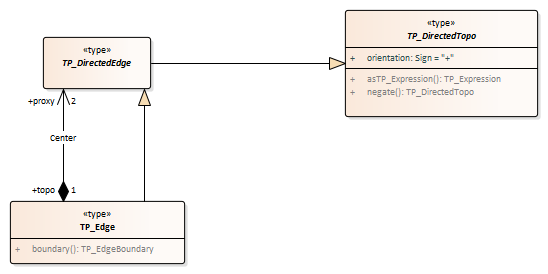 «type»
TP_DirectedTopo
+ orientation: Sign = "+"
+ asTP_Expression(): TP_Expression
+ negate(): TP_DirectedTopo
«type»
TP_DirectedEdge
+proxy 2
Center
+topo 1
«type»
TP_Edge
+ boundary(): TP_EdgeBoundary